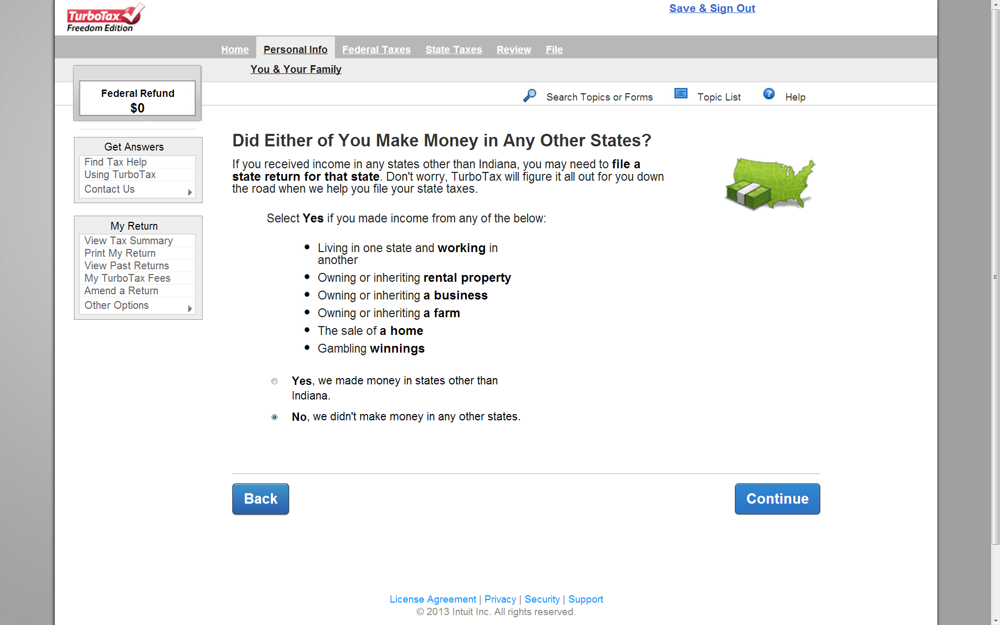 TurboTax
Freedom Edition
Save & Sign Out
Home Personal Info Federal Taxes State Taxes Review File
You & Your Family
Federal Refund
$0
Search Topics or Forms Topic List Help
Get Answers
Find Tax Help
Using TurboTax
Contact Us
My Return
View Tax Summary
Print My Return
View Past Returns
My TurboTax Fees
Amend a Return
Other Options
Did Either of You Make Money in Any Other States?
If you received income in any states other than Indiana, you may need to file a
state return for that state. Don't worry, TurboTax will figure it all out for you down
the road when we help you file your state taxes.
Select Yes if you made income from any of the below:
• Living in one state and working in
another
• Owning or inheriting rental property
• Owning or inheriting a business
• Owning or inheriting a farm
• The sale of a home
• Gambling winnings
Yes, we made money in states other than
Indiana.
No, we didn't make money in any other states.
Back Continue
License Agreement | Privacy | Security | Support
© 2013 Intuit Inc. All rights reserved.